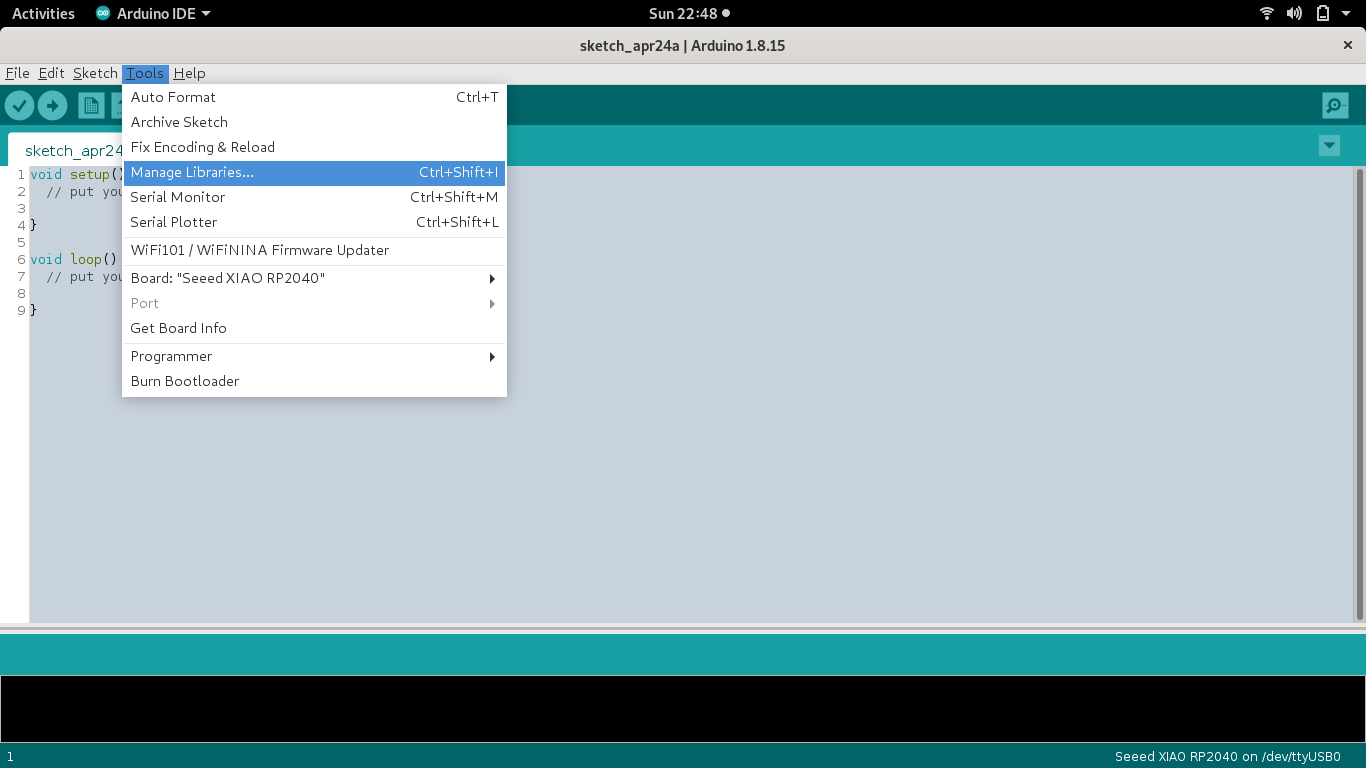 Activities Arduino IDE Sun 22:48
sketch_apr24a | Arduino 1.8.15
File Edit Sketch Tools Help
Auto Format Ctrl+T
Archive Sketch
Fix Encoding & Reload
Manage Libraries... Ctrl+Shift+I
Serial Monitor Ctrl+Shift+M
Serial Plotter Ctrl+Shift+L
WiFi101 / WiFiNINA Firmware Updater
Board: "Seeed XIAO RP2040"
Port
Get Board Info
Programmer
Burn Bootloader
sketch_apr24
1 void setup()
2 // put you
3
4 }
5
6 void loop()
7 // put you
8
9 }
1 Seeed XIAO RP2040 on /dev/ttyUSB0